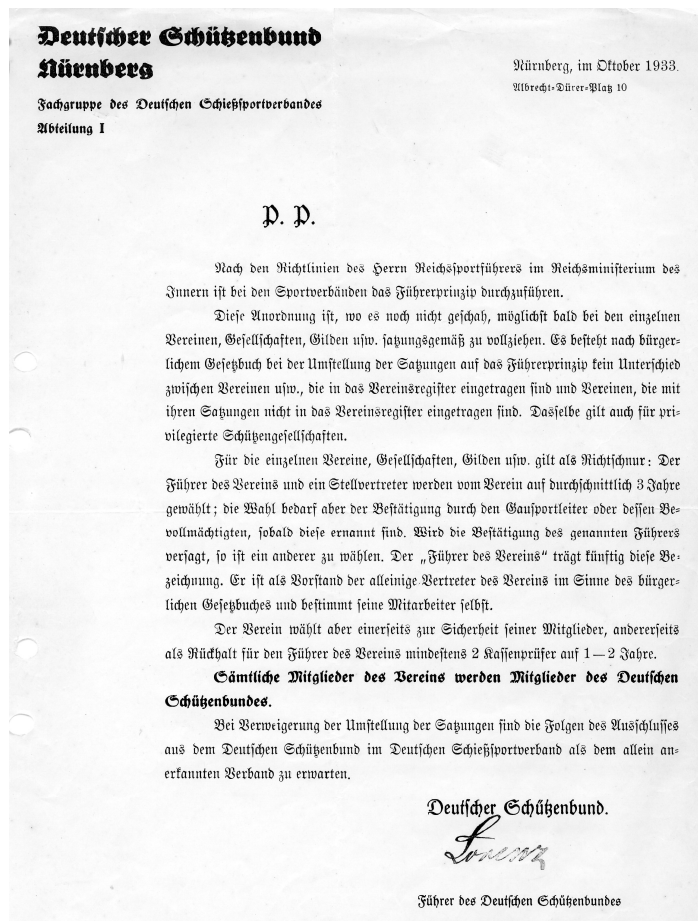 Deutscher Schützenbund
Nürnberg
Fachgruppe des Deutschen Schießsportverbandes
Abteilung I
Nürnberg, im Oktober 1933.
Albrecht-Dürer-Platz 10
P. P.
Nach den Richtlinien des Herrn Reichssportführers im Reichsministerium des
Innern ist bei den Sportverbänden das Führerprinzip durchzuführen.
Diese Anordnung ist, wo es noch nicht geschah, möglichst bald bei den einzelnen
Vereinen, Gesellschaften, Gilden usw. satzungsgemäß zu vollziehen. Es besteht nach bürger-
lichem Gesetzbuch bei der Umstellung der Satzungen auf das Führerprinzip kein Unterschied
zwischen Vereinen usw., die in das Vereinsregister eingetragen sind und Vereinen, die mit
ihren Satzungen nicht in das Vereinsregister eingetragen sind. Dasselbe gilt auch für pri-
vilegierte Schützengesellschaften.
Für die einzelnen Vereine, Gesellschaften, Gilden usw. gilt als Richtschnur: Der
Führer des Vereins und ein Stellvertreter werden vom Verein auf durchschnittlich 3 Jahre
gewählt; die Wahl bedarf aber der Bestätigung durch den Gausportleiter oder dessen Be-
vollmächtigten, sobald diese ernannt sind. Wird die Bestätigung des genannten Führers
versagt, so ist ein anderer zu wählen. Der „Führer des Vereins“ trägt künftig diese Be-
zeichnung. Er ist als Vorstand der alleinige Vertreter des Vereins im Sinne des bürger-
lichen Gesetzbuches und bestimmt seine Mitarbeiter selbst.
Der Verein wählt aber einerseits zur Sicherheit seiner Mitglieder, andererseits
als Rückhalt für den Führer des Vereins mindestens 2 Kassenprüfer auf 1—2 Jahre.
Sämtliche Mitglieder des Vereins werden Mitglieder des Deutschen
Schützenbundes.
Bei Verweigerung der Umstellung der Satzungen sind die Folgen des Ausschlusses
aus dem Deutschen Schützenbund im Deutschen Schießsportverband als dem allein an-
erkannten Verband zu erwarten.
Deutscher Schützenbund.
Lorenz
Führer des Deutschen Schützenbundes